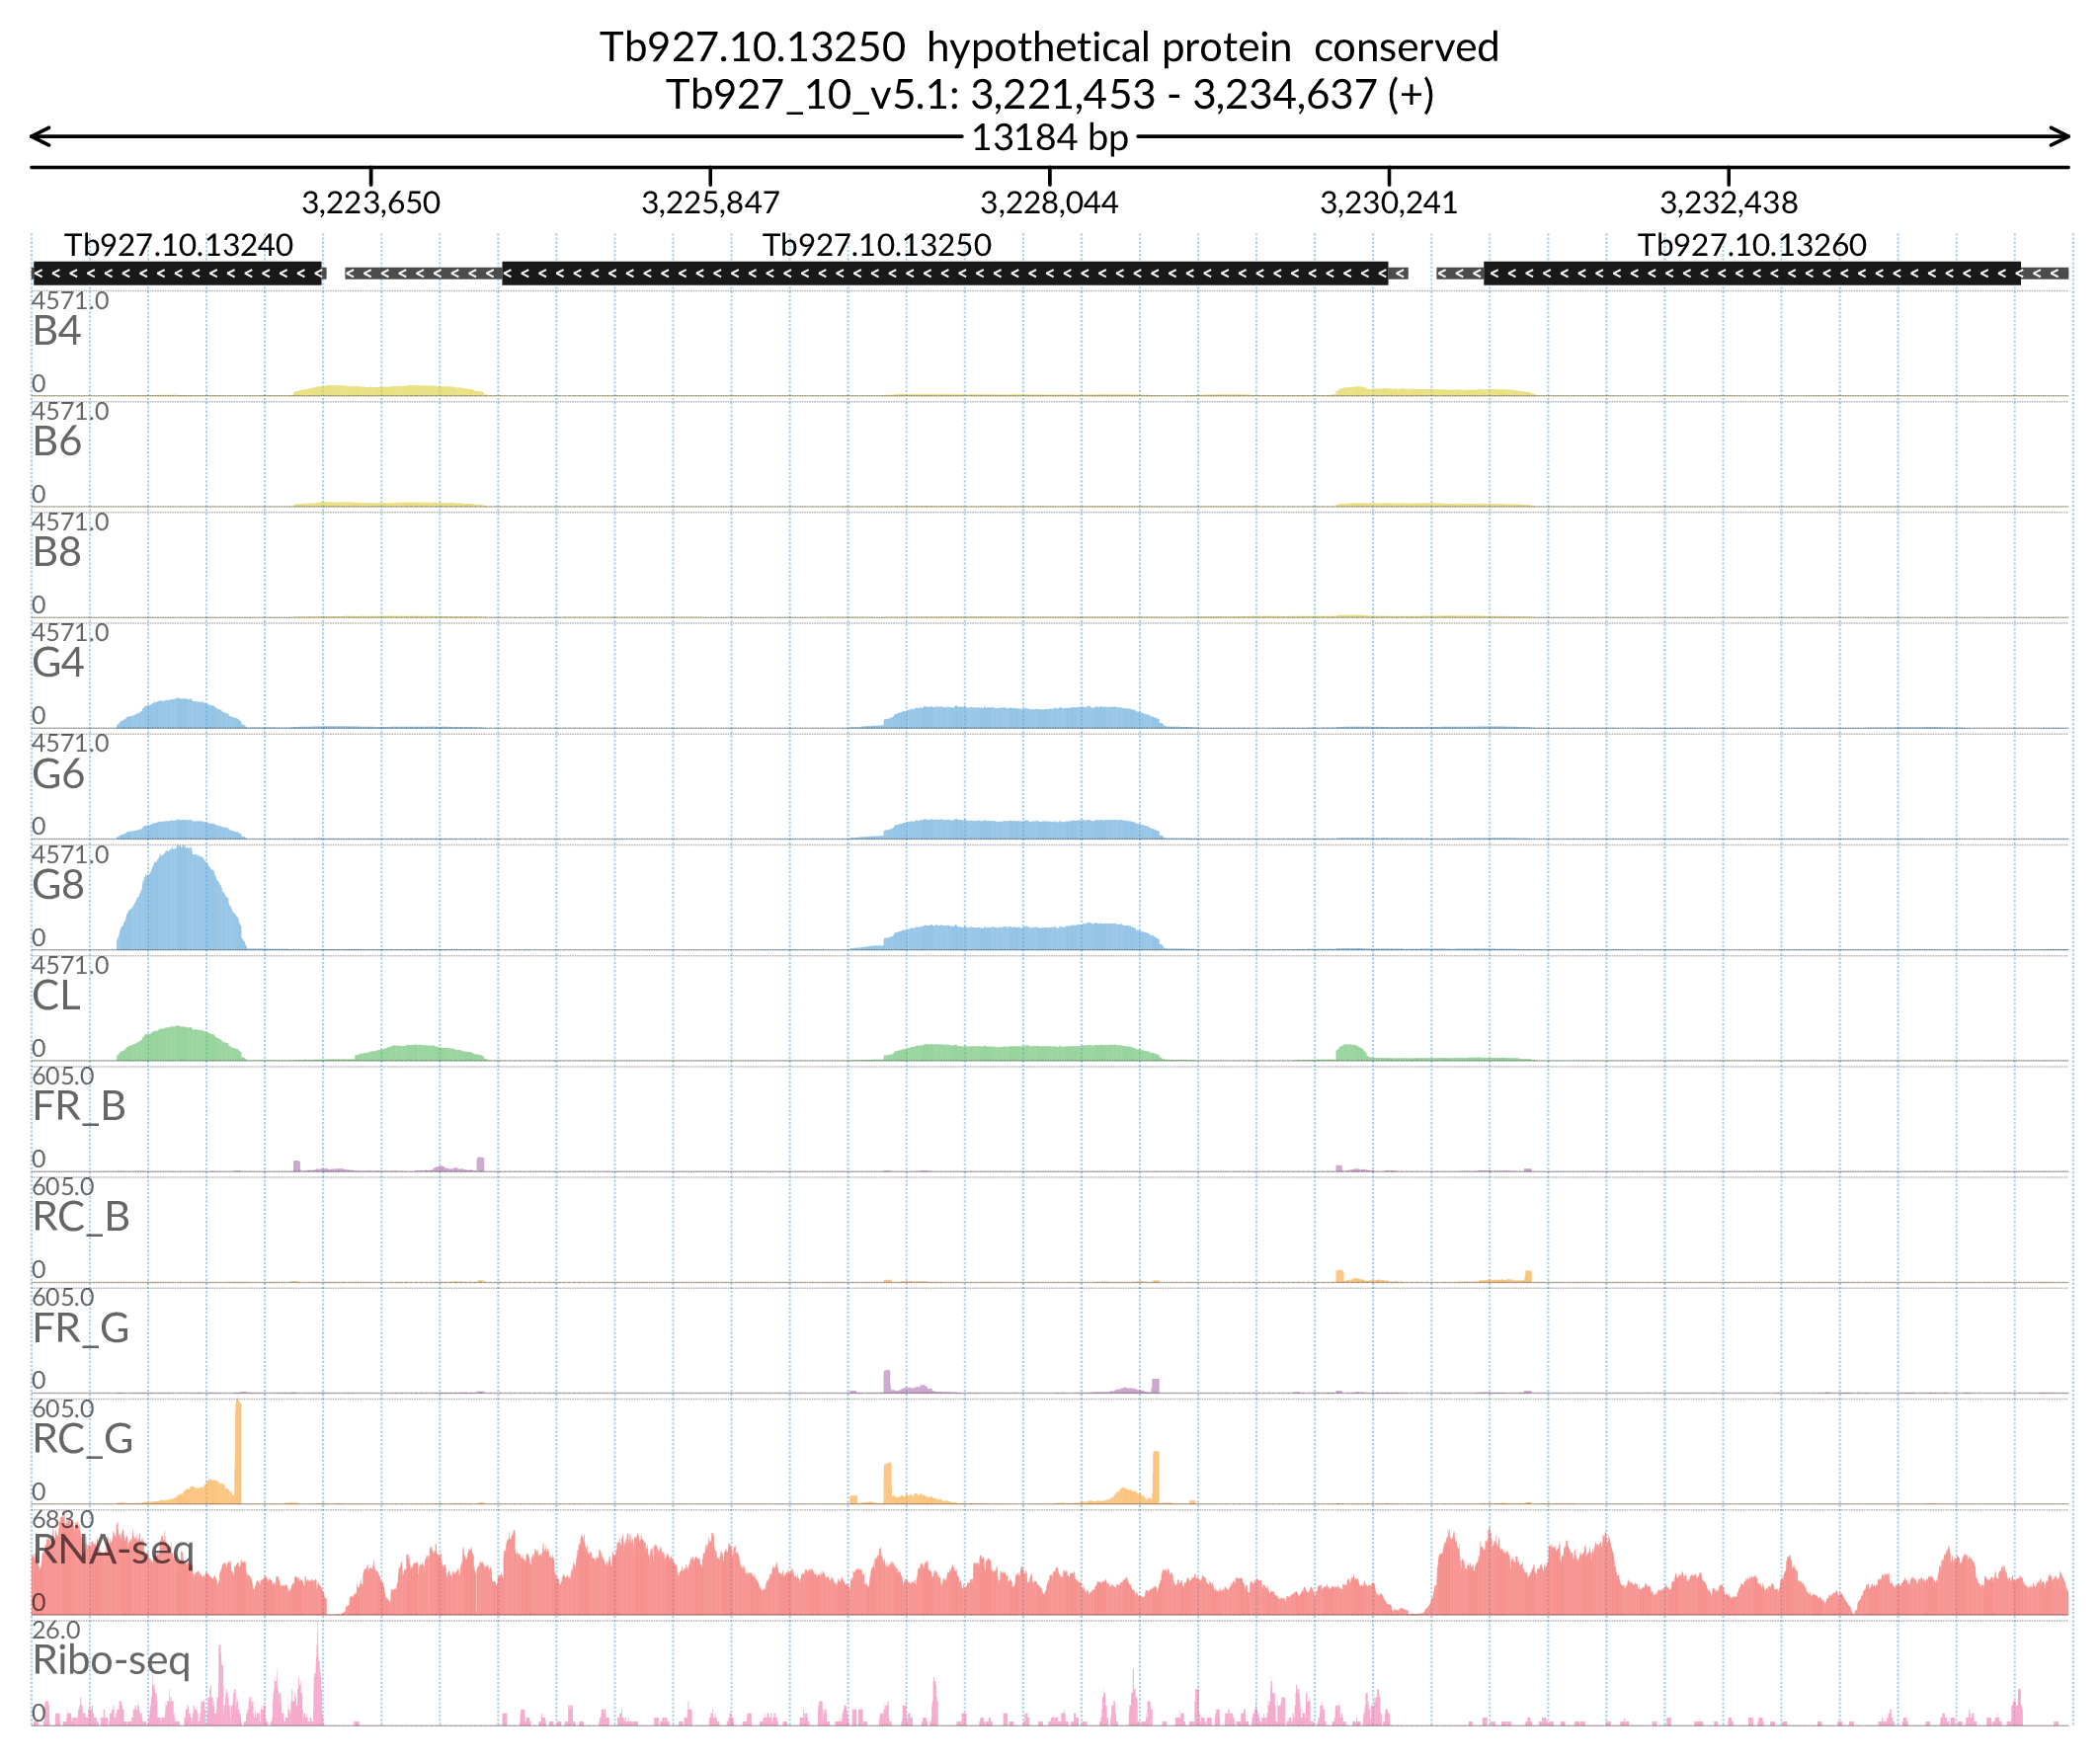 Tb927.10.13250  hypothetical protein  conserved
Tb927_10_v5.1: 3,221,453 - 3,234,637 (+)
13184 bp
3,223,650 3,225,847 3,228,044 3,230,241 3,232,438
Tb927.10.13240 Tb927.10.13250 Tb927.10.13260
4571.0
B4
0
4571.0
B6
0
4571.0
B8
0
4571.0
G4
0
4571.0
G6
0
4571.0
G8
0
4571.0
CL
0
605.0
FR_B
0
605.0
RC_B
0
605.0
FR_G
0
605.0
RC_G
0
683.0
RNA-seq
0
26.0
Ribo-seq
0